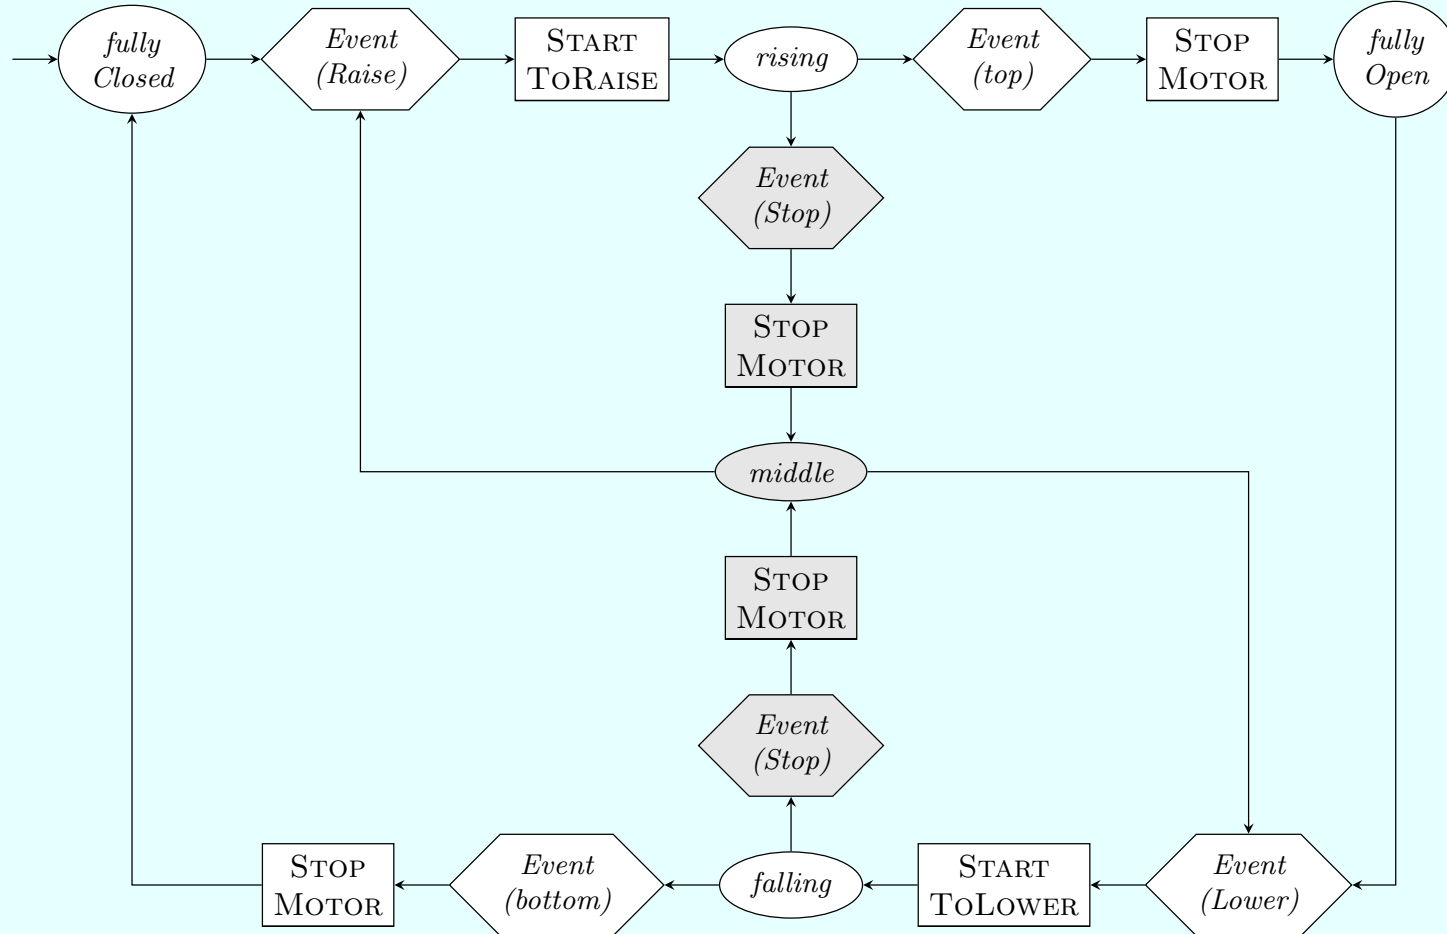 fully
Closed
Event
(Raise)
START
TORAISE
rising
Event
(top)
STOP
MOTOR
fully
Open
Event
(Stop)
STOP
MOTOR
middle
STOP
MOTOR
Event
(Stop)
STOP
MOTOR
Event
(bottom)
falling
START
TOLOWER
Event
(Lower)